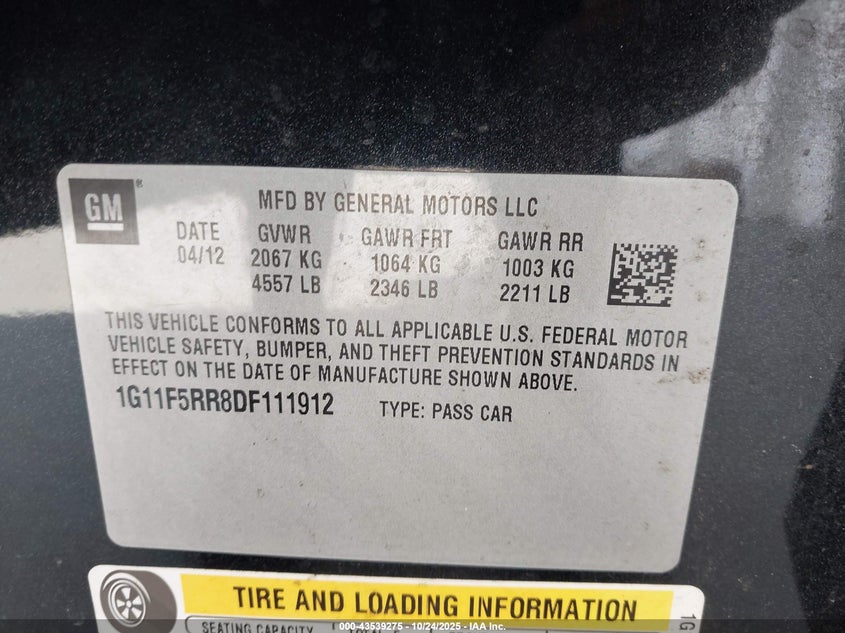 GM®
MFD BY GENERAL MOTORS LLC
DATE GVWR GAWR FRT GAWR RR
04/12 2067 KG 1064 KG 1003 KG
4557 LB 2346 LB 2211 LB
THIS VEHICLE CONFORMS TO ALL APPLICABLE U.S. FEDERAL MOTOR
VEHICLE SAFETY, BUMPER, AND THEFT PREVENTION STANDARDS IN
EFFECT ON THE DATE OF MANUFACTURE SHOWN ABOVE.
1G11F5RR8DF111912 TYPE: PASS CAR
TIRE AND LOADING INFORMATION
SEATING CAPACITY
1G
000-43539275 - 10/24/2025 - IAA Inc.